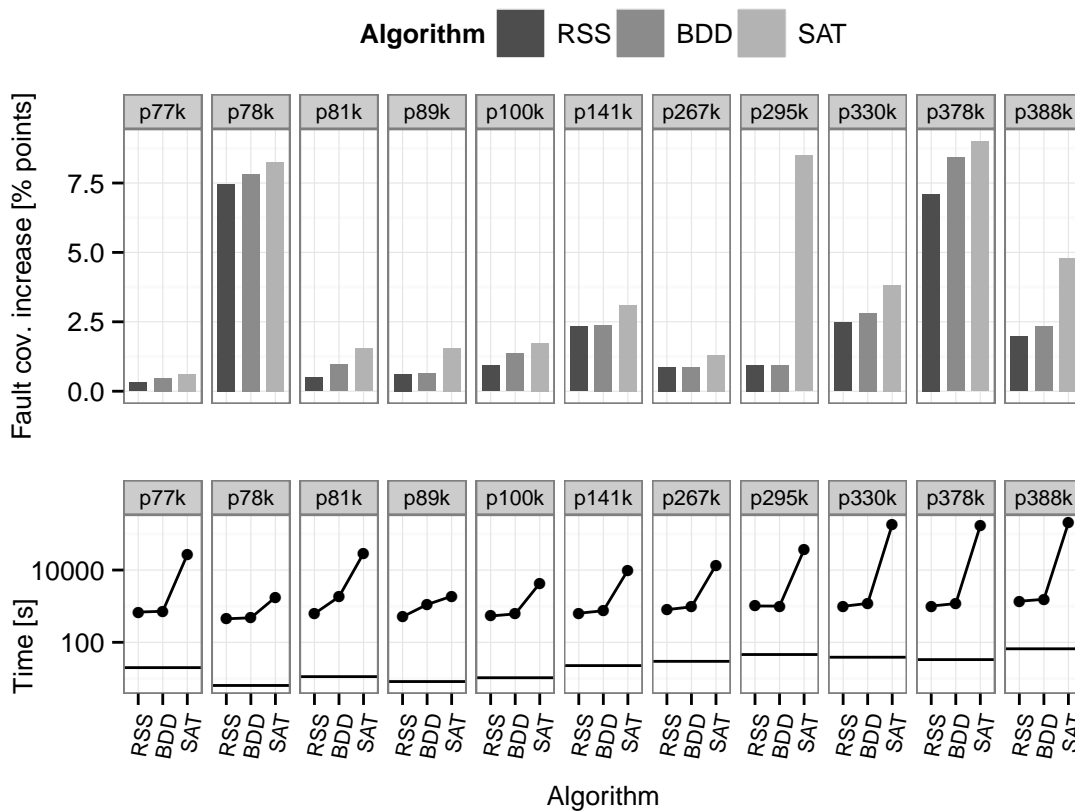 Algorithm RSS BDD SAT
Fault cov. increase [% points]
p77k p78k p81k p89k p100k p141k p267k p295k p330k p378k p388k
7.5
5.0
2.5
0.0
Time [s]
p77k p78k p81k p89k p100k p141k p267k p295k p330k p378k p388k
10000
100
RSS BDD SAT RSS BDD SAT RSS BDD SAT RSS BDD SAT RSS BDD SAT RSS BDD SAT RSS BDD SAT RSS BDD SAT RSS BDD SAT RSS BDD SAT RSS BDD SAT
Algorithm